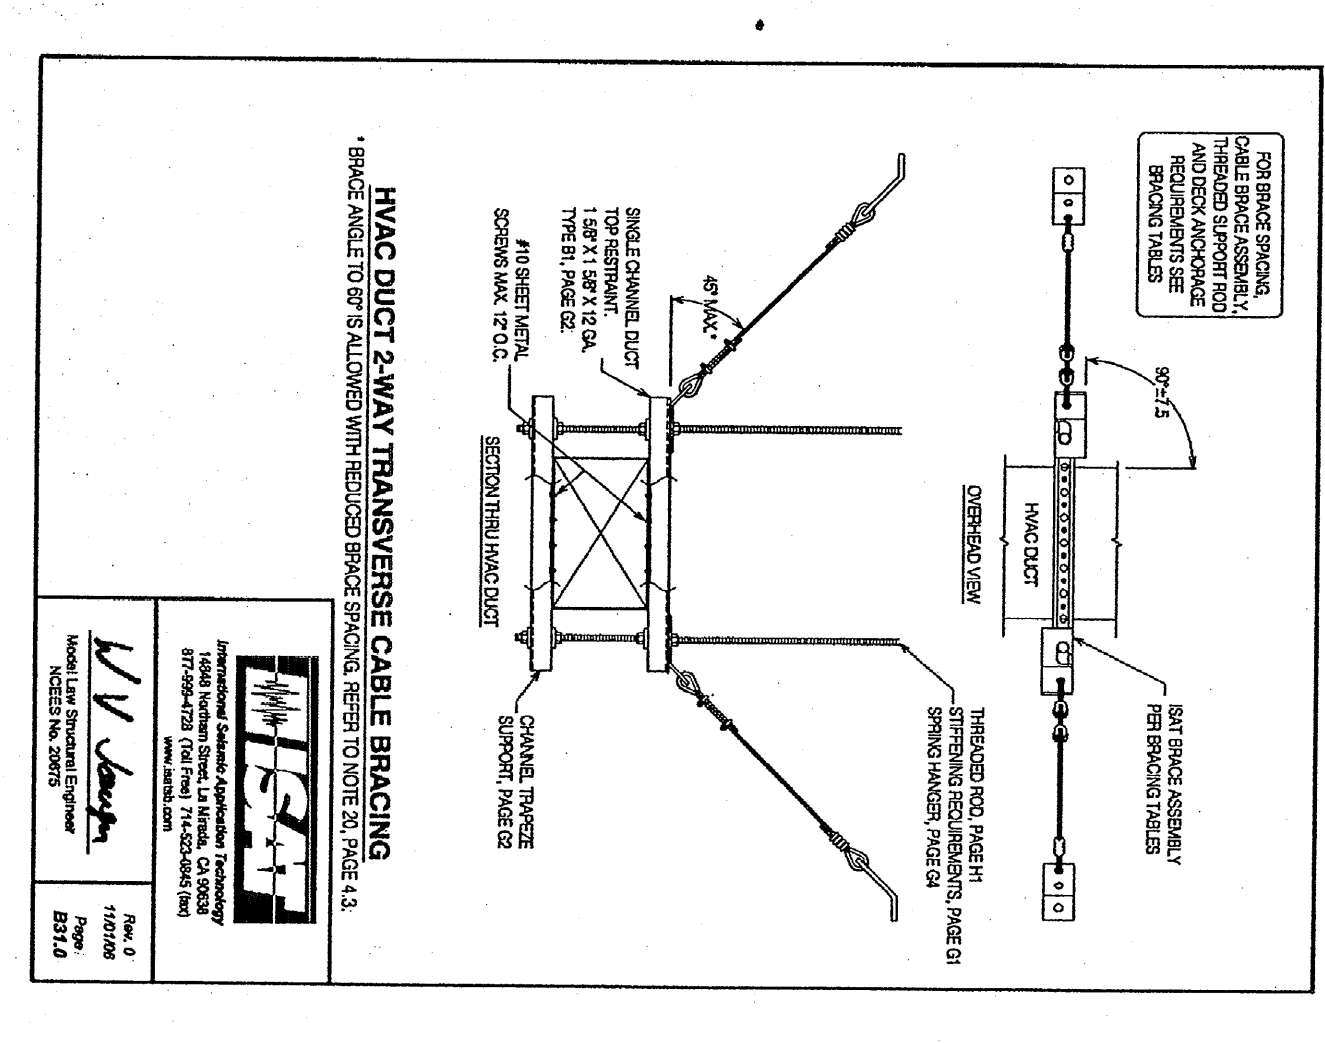 FOR BRACE SPACING,
CABLE BRACE ASSEMBLY,
THREADED SUPPORT ROD
AND DECK ANCHORAGE
REQUIREMENTS SEE
BRACING TABLES
90°±7.5
HVAC DUCT
OVERHEAD VIEW
ISAT BRACE ASSEMBLY
PER BRACING TABLES
THREADED ROD, PAGE H1
STIFFENING REQUIREMENTS, PAGE G1
SPRING HANGER, PAGE G4
45° MAX.*
SINGLE CHANNEL DUCT
TOP RESTRAINT.
1 5/8" X 1 5/8" X 12 GA.
TYPE B1, PAGE G2.
#10 SHEET METAL
SCREWS MAX. 12" O.C.
SECTION THRU HVAC DUCT
CHANNEL TRAPEZE
SUPPORT, PAGE G2
HVAC DUCT 2-WAY TRANSVERSE CABLE BRACING
* BRACE ANGLE TO 60° IS ALLOWED WITH REDUCED BRACE SPACING. REFER TO NOTE 20, PAGE 4.3.
ISAT
International Seismic Application Technology
14848 Northam Street, La Mirada, CA 90638
877-999-4728 (Toll Free) 714-523-0845 (fax)
www.isatsb.com
Model Law Structural Engineer
NCEES No. 20675
Rev. 0
11/01/06
Page:
B31.0